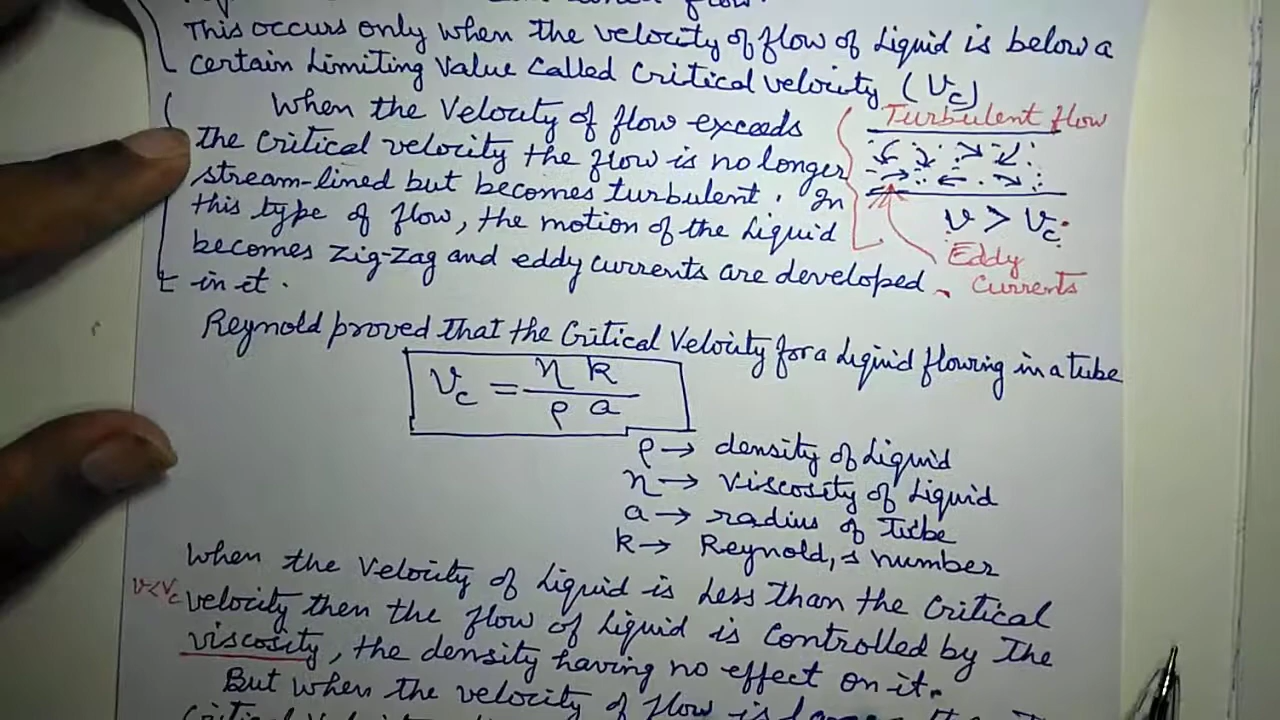 This occurs only when the velocity of flow of Liquid is below a
certain Limiting Value Called Critical velocity (Vc)
When the Velocity of flow exceeds
the Critical velocity the flow is no longer
stream-lined but becomes turbulent. In
this type of flow, the motion of the Liquid
becomes zig-zag and eddy currents are developed
in it.
Turbulent flow
v > Vc
Eddy
Currents
Reynold proved that the Critical Velocity for a Liquid flowing in a tube
Vc = η k / ρ a
ρ → density of Liquid
η → Viscosity of Liquid
a → radius of Tube
k → Reynold,s number
When the Velocity of Liquid is Less than the Critical
v<Vc velocity then the flow of Liquid is Controlled by The
viscosity, the density having no effect on it.
But when the velocity of flow is